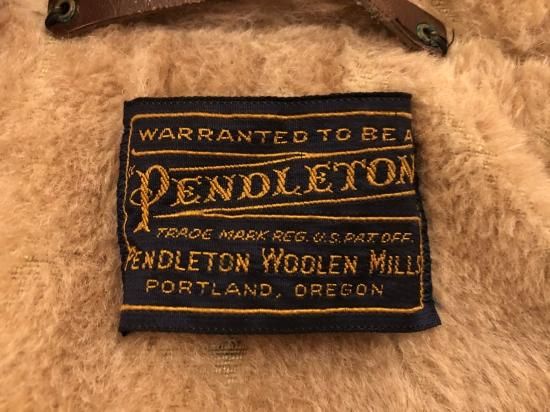 WARRANTED TO BE A
"PENDLETON
TRADE MARK REG. U.S. PAT. OFF.
PENDLETON WOOLEN MILLS
PORTLAND, OREGON